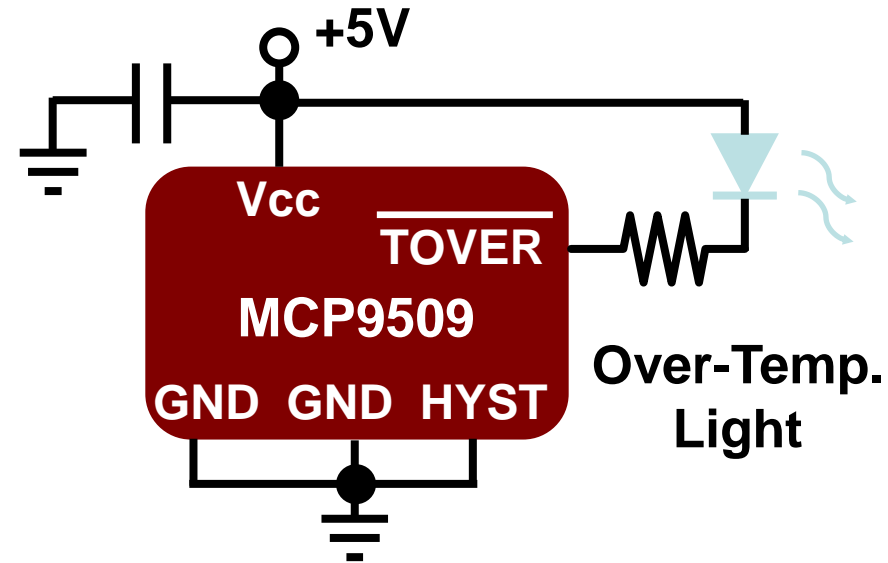 +5V
Vcc
TOVER
MCP9509
GND GND HYST
Over-Temp.
Light